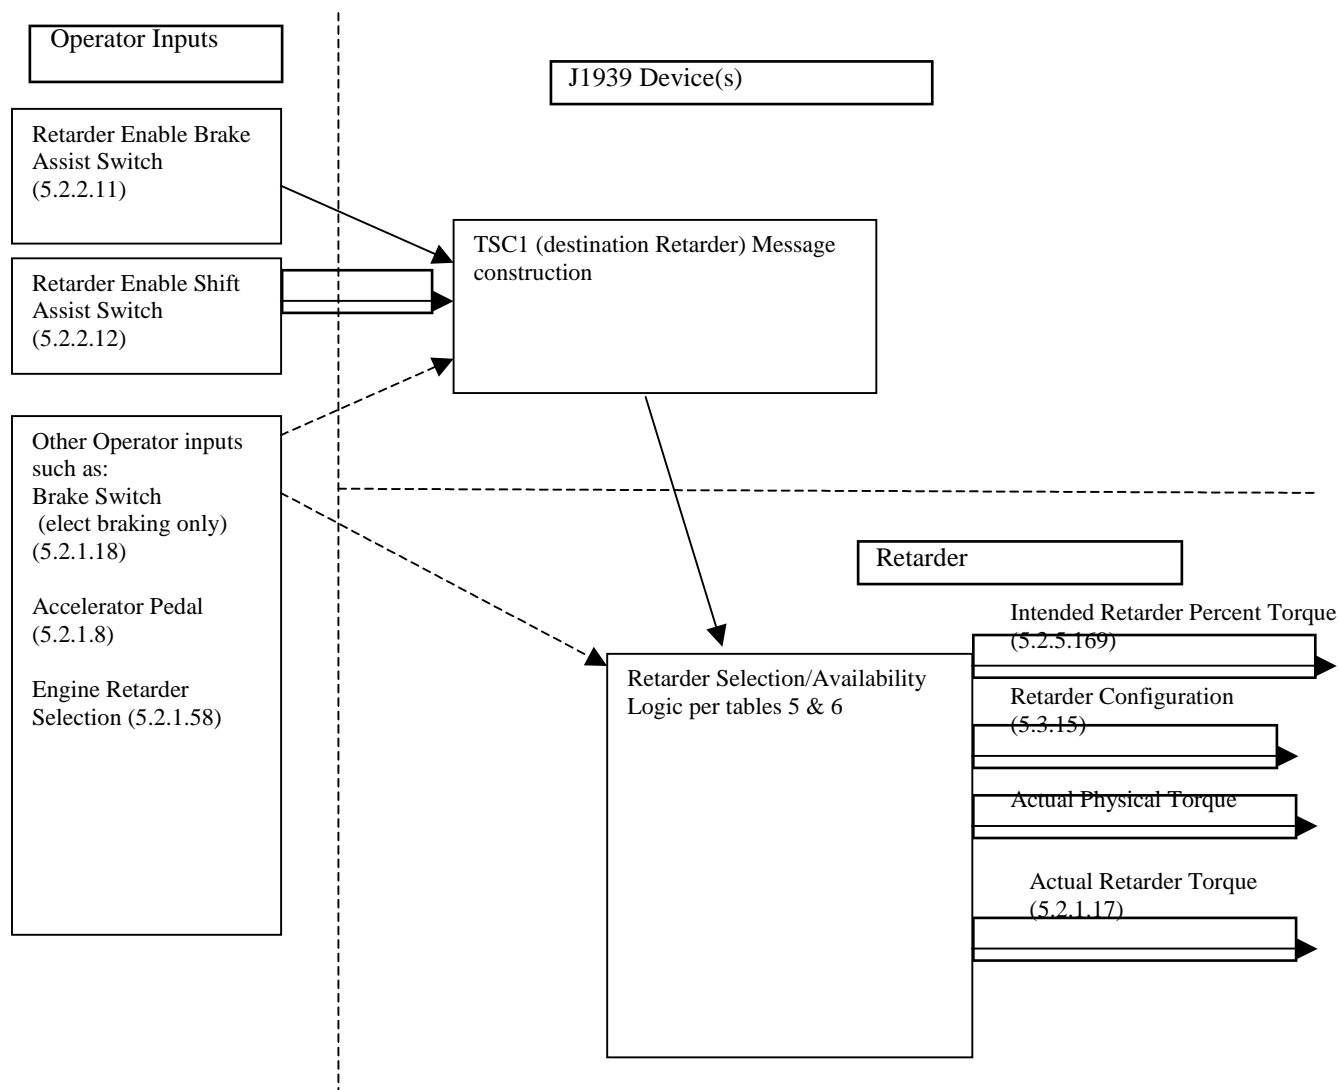 Operator Inputs
J1939 Device(s)
Retarder Enable Brake
Assist Switch
(5.2.2.11)
TSC1 (destination Retarder) Message
construction
Retarder Enable Shift
Assist Switch
(5.2.2.12)
Other Operator inputs
such as:
Brake Switch
(elect braking only)
(5.2.1.18)
Accelerator Pedal
(5.2.1.8)
Engine Retarder
Selection (5.2.1.58)
Retarder
Retarder Selection/Availability
Logic per tables 5 & 6
Intended Retarder Percent Torque
(5.2.5.169)
Retarder Configuration
(5.3.15)
Actual Physical Torque
Actual Retarder Torque
(5.2.1.17)